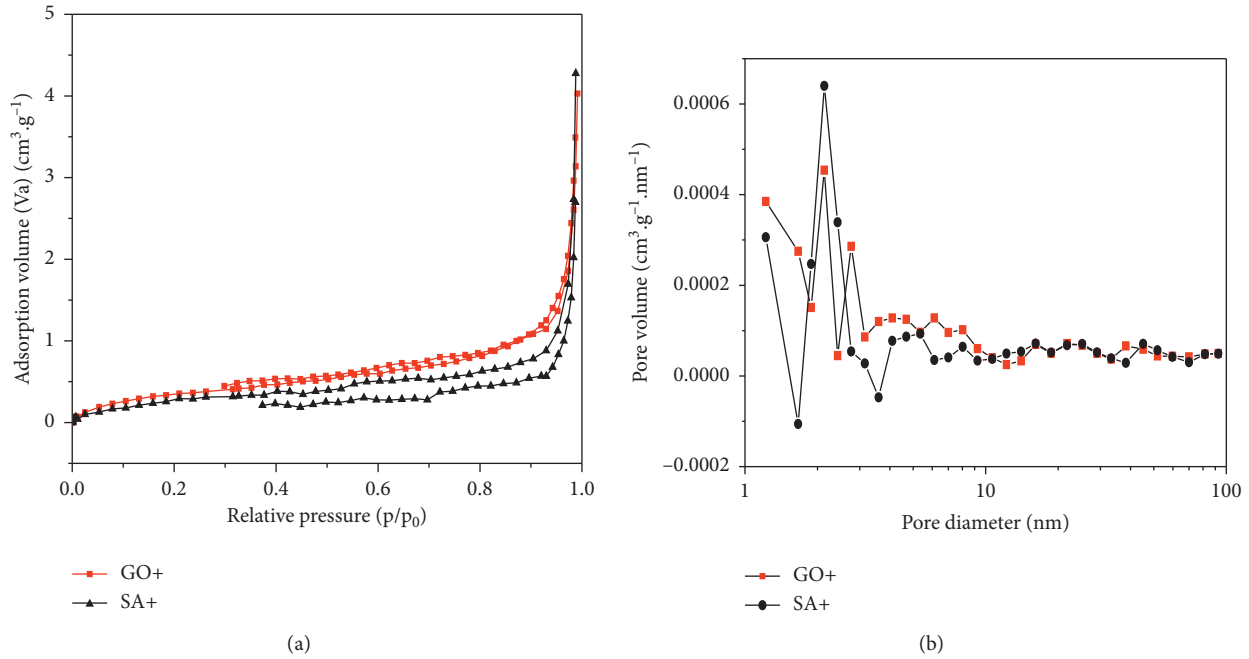 5
4
3
2
1
0
Adsorption volume (Va) (cm³.g⁻¹)
0.0
0.2
0.4
0.6
0.8
1.0
Relative pressure (p/p₀)
GO+
SA+
(a)
0.0006
0.0004
0.0002
0.0000
–0.0002
Pore volume (cm³.g⁻¹.nm⁻¹)
1
10
100
Pore diameter (nm)
GO+
SA+
(b)